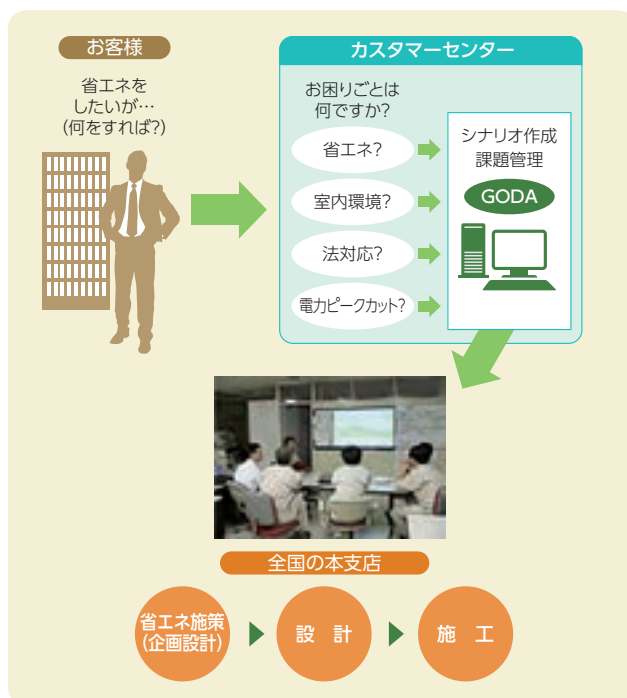 お客様
省エネを
したいが…
(何をすれば?)
カスタマーセンター
お困りごとは
何ですか?
省エネ?
室内環境?
法対応?
電力ピークカット?
シナリオ作成
課題管理
GODA
全国の本支店
省エネ施策
(企画設計)
設 計
施 工